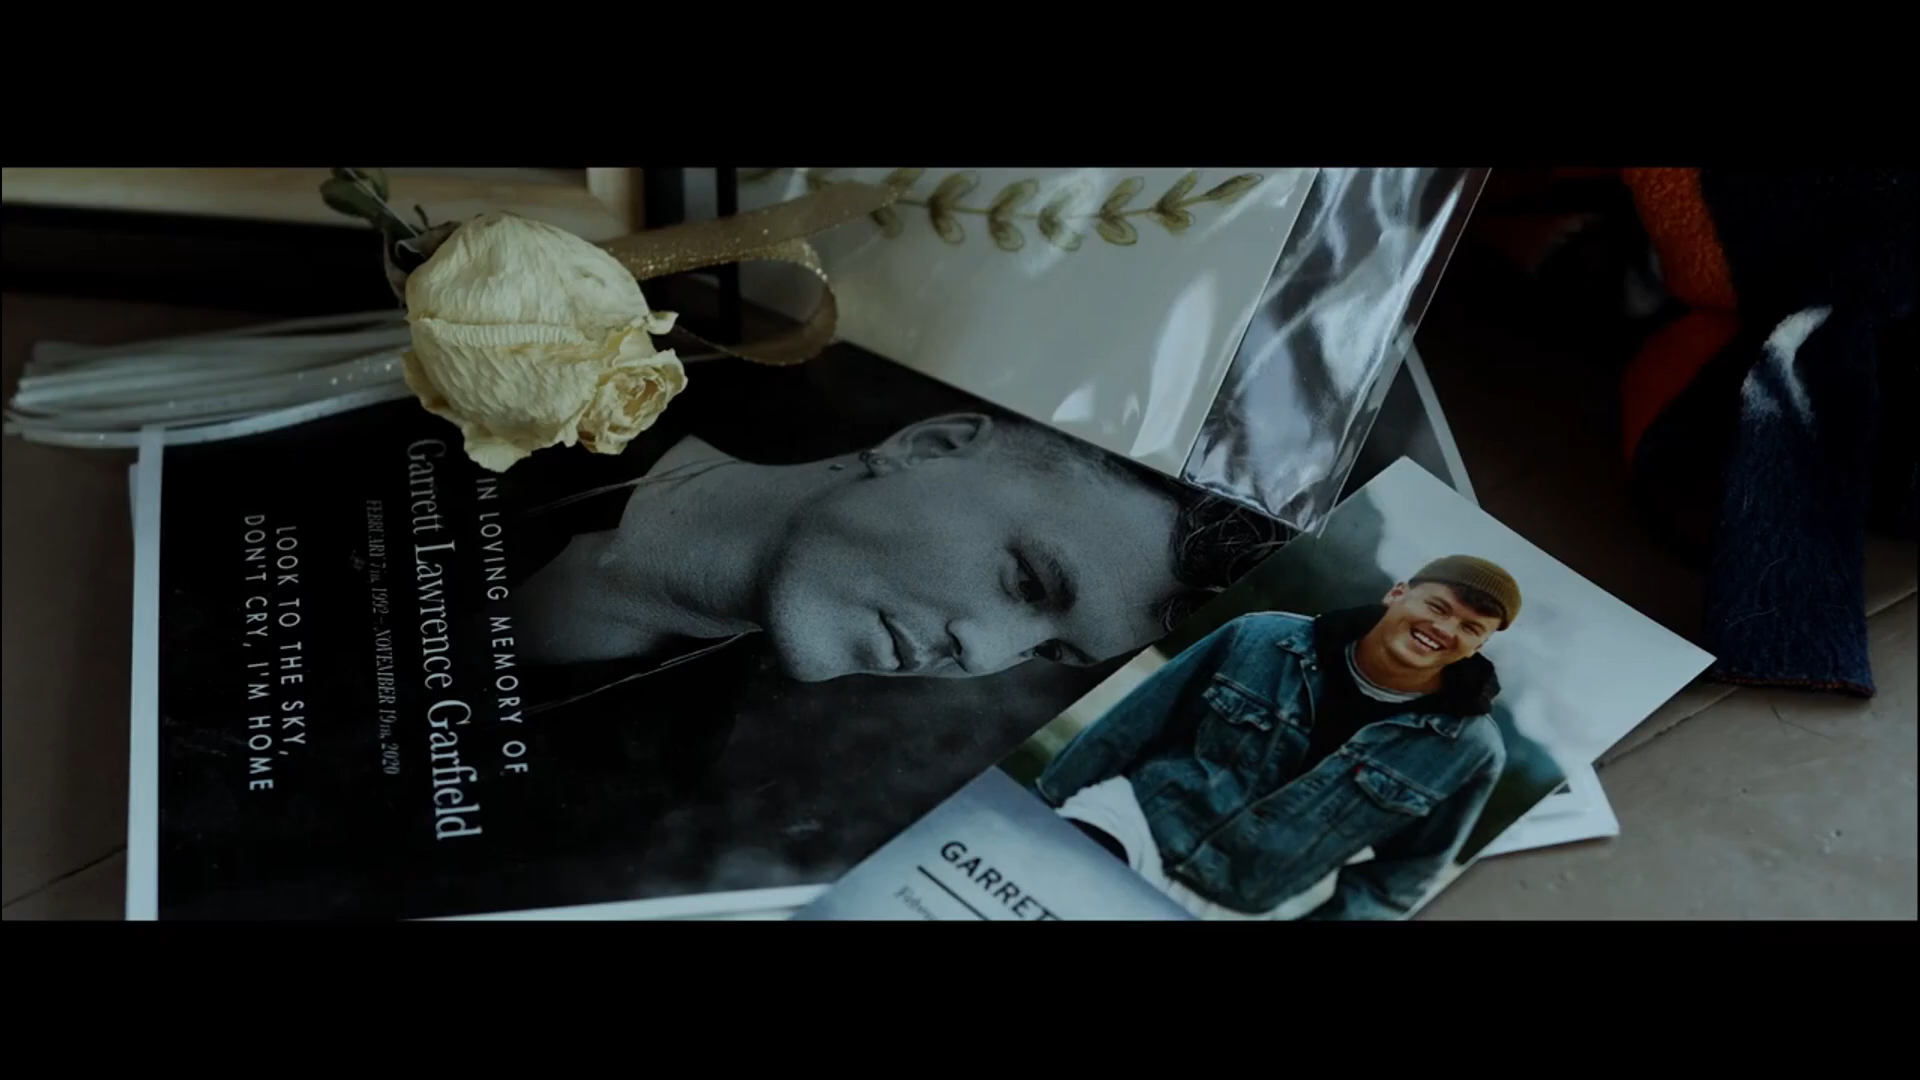 IN LOVING MEMORY OF
Garrett Lawrence Garfield
FEBRUARY 7TH, 1992 - NOVEMBER 19TH, 2020
LOOK TO THE SKY,
DON'T CRY, I'M HOME
GARRET